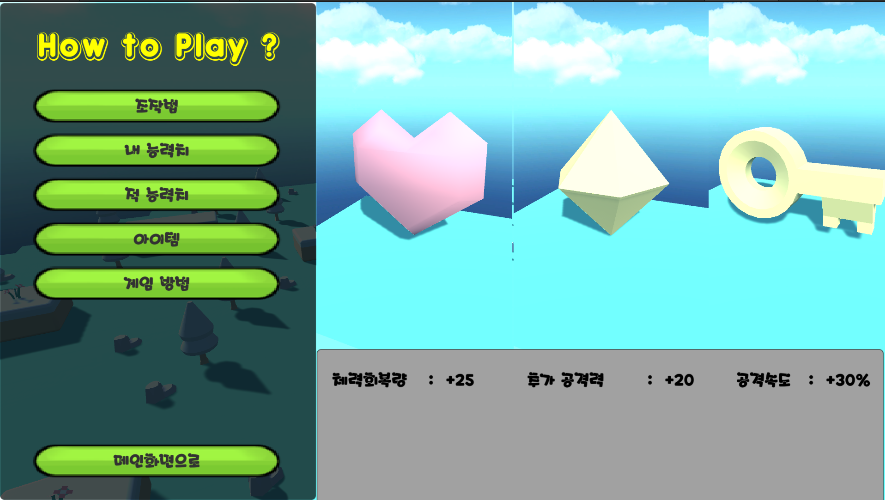 How to Play ?
조작법
내 능력치
적 능력치
아이템
게임 방법
메인화면으로
체력회복량 : +25
추가 공격력 : +20
공격속도 : +30%